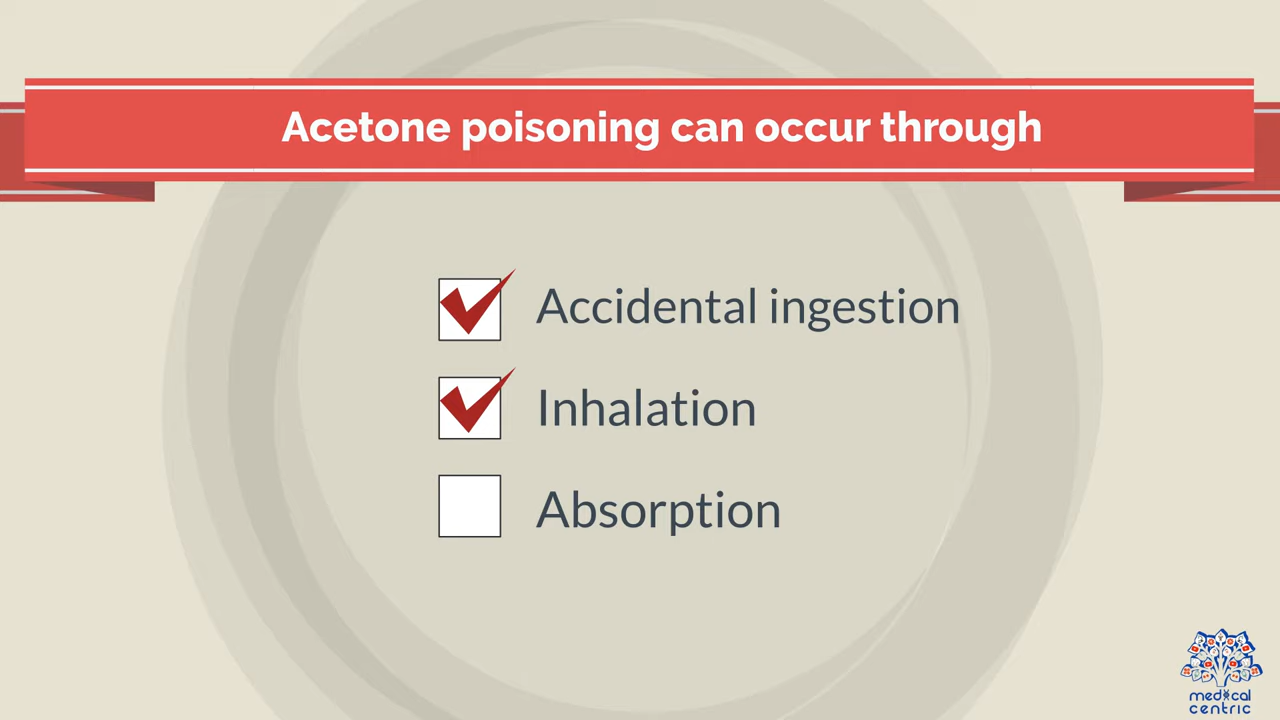 Acetone poisoning can occur through
Accidental ingestion
Inhalation
Absorption
medical
centric